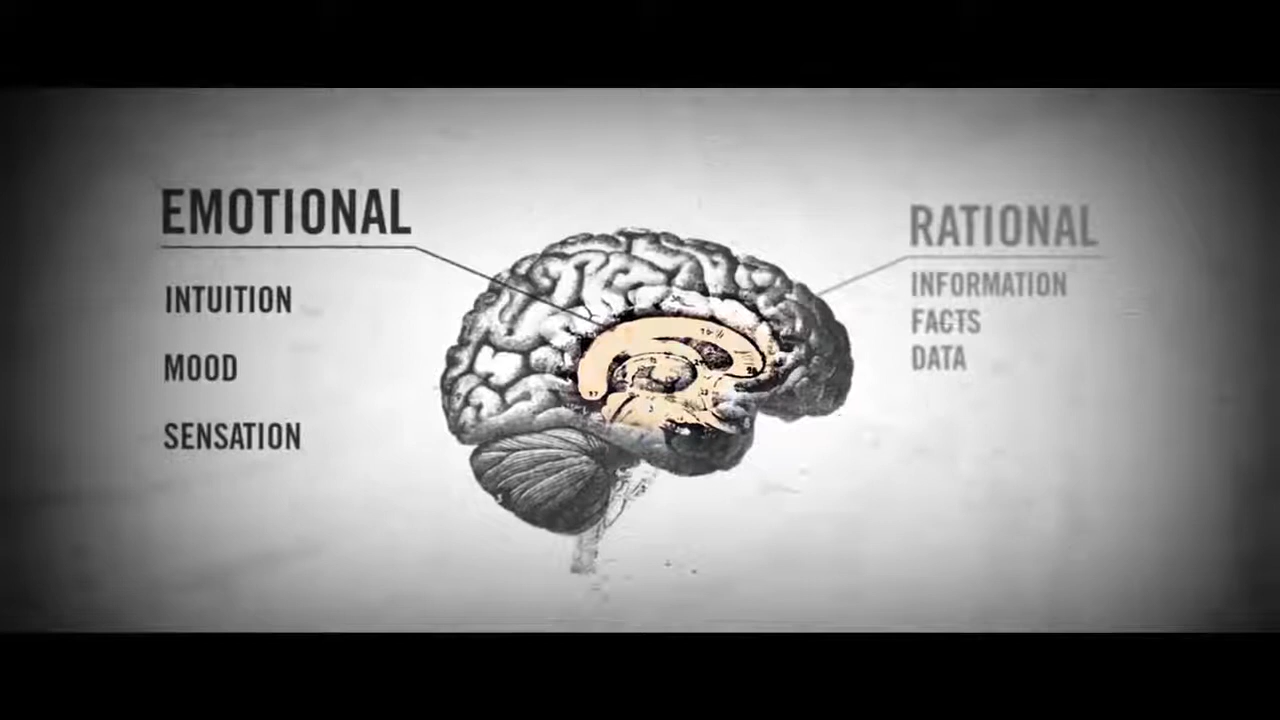 EMOTIONAL
INTUITION
MOOD
SENSATION
RATIONAL
INFORMATION
FACTS
DATA